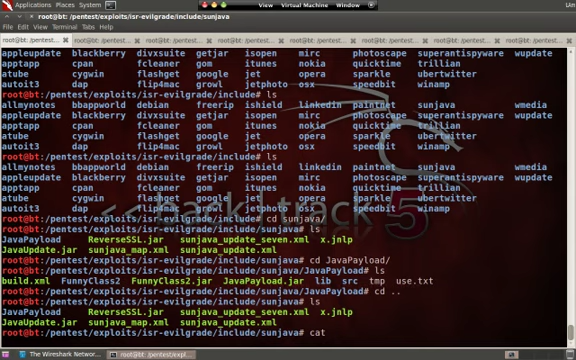 Applications Places System
View Virtual Machine Window
root@bt: /pentest/exploits/isr-evilgrade/include/sunjava
File Edit View Terminal Tabs Help
appleupdate blackberry divxsuite getjar isopen mirc photoscape superantispyware wupdate
apptapp cpan fcleaner gom itunes nokia quicktime trillian
atube cygwin flashget google jet opera sparkle ubertwitter
autoit3 dap flip4mac growl jetphoto osx speedbit winamp
root@bt:/pentest/exploits/isr-evilgrade/include# ls
allmynotes bbappworld debian freerip ishield linkedin paintnet sunjava wmedia
appleupdate blackberry divxsuite getjar isopen mirc photoscape superantispyware wupdate
apptapp cpan fcleaner gom itunes nokia quicktime trillian
atube cygwin flashget google jet opera sparkle ubertwitter
autoit3 dap flip4mac growl jetphoto osx speedbit winamp
root@bt:/pentest/exploits/isr-evilgrade/include# ls
allmynotes bbappworld debian freerip ishield linkedin paintnet sunjava wmedia
appleupdate blackberry divxsuite getjar isopen mirc photoscape superantispyware wupdate
apptapp cpan fcleaner gom itunes nokia quicktime trillian
atube cygwin flashget google jet opera sparkle ubertwitter
autoit3 dap flip4mac growl jetphoto osx speedbit winamp
root@bt:/pentest/exploits/isr-evilgrade/include# cd sunjava/
root@bt:/pentest/exploits/isr-evilgrade/include/sunjava# ls
JavaPayload ReverseSSL.jar sunjava_update_seven.xml x.jnlp
JavaUpdate.jar sunjava_map.xml sunjava_update.xml
root@bt:/pentest/exploits/isr-evilgrade/include/sunjava# cd JavaPayload/
root@bt:/pentest/exploits/isr-evilgrade/include/sunjava/JavaPayload# ls
build.xml FunnyClass2 FunnyClass2.jar JavaPayload.jar lib src tmp use.txt
root@bt:/pentest/exploits/isr-evilgrade/include/sunjava/JavaPayload# cd ..
root@bt:/pentest/exploits/isr-evilgrade/include/sunjava# ls
JavaPayload ReverseSSL.jar sunjava_update_seven.xml x.jnlp
JavaUpdate.jar sunjava_map.xml sunjava_update.xml
root@bt:/pentest/exploits/isr-evilgrade/include/sunjava# cat
<< back | track 5
The Wireshark Netwo... root@bt: /pentest/expl...